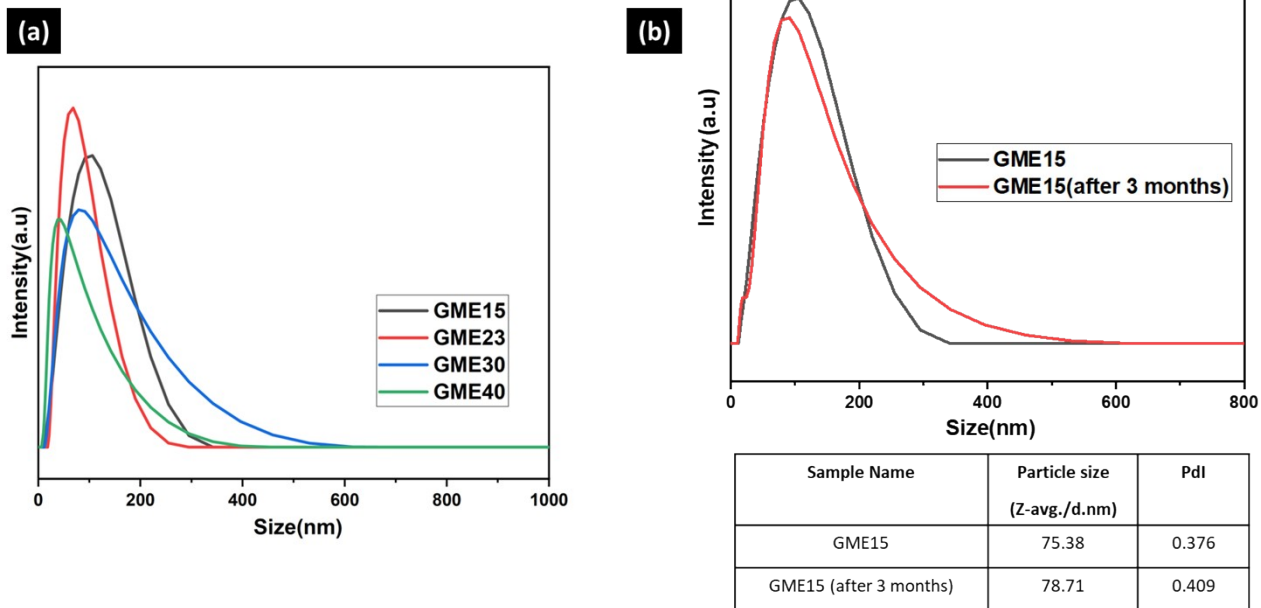 (a)
Intensity(a.u)
GME15
GME23
GME30
GME40
0 200 400 600 800 1000
Size(nm)
(b)
Intensity (a.u)
GME15
GME15(after 3 months)
0 200 400 600 800
Size(nm)
Sample Name Particle size PdI
(Z-avg./d.nm)
GME15 75.38 0.376
GME15 (after 3 months) 78.71 0.409